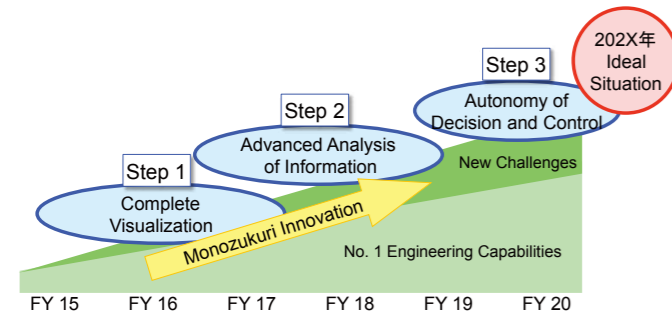 202X年
Ideal
Situation
Step 3
Autonomy of
Decision and Control
Step 2
Advanced Analysis
of Information
New Challenges
Step 1
Complete
Visualization
Monozukuri Innovation
No. 1 Engineering Capabilities
FY 15 FY 16 FY 17 FY 18 FY 19 FY 20